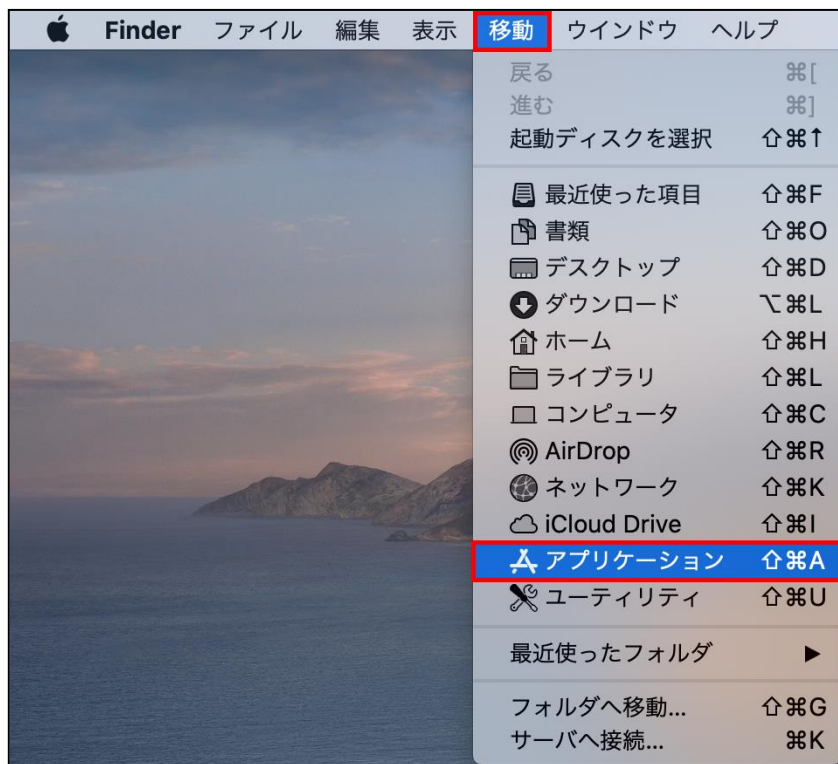 Finder ファイル 編集 表示 移動 ウインドウ ヘルプ
戻る ⌘[
進む ⌘]
起動ディスクを選択 ⇧⌘↑
最近使った項目 ⇧⌘F
書類 ⇧⌘O
デスクトップ ⇧⌘D
ダウンロード ⌥⌘L
ホーム ⇧⌘H
ライブラリ ⇧⌘L
コンピュータ ⇧⌘C
AirDrop ⇧⌘R
ネットワーク ⇧⌘K
iCloud Drive ⇧⌘I
アプリケーション ⇧⌘A
ユーティリティ ⇧⌘U
最近使ったフォルダ ▶
フォルダへ移動... ⇧⌘G
サーバへ接続... ⌘K